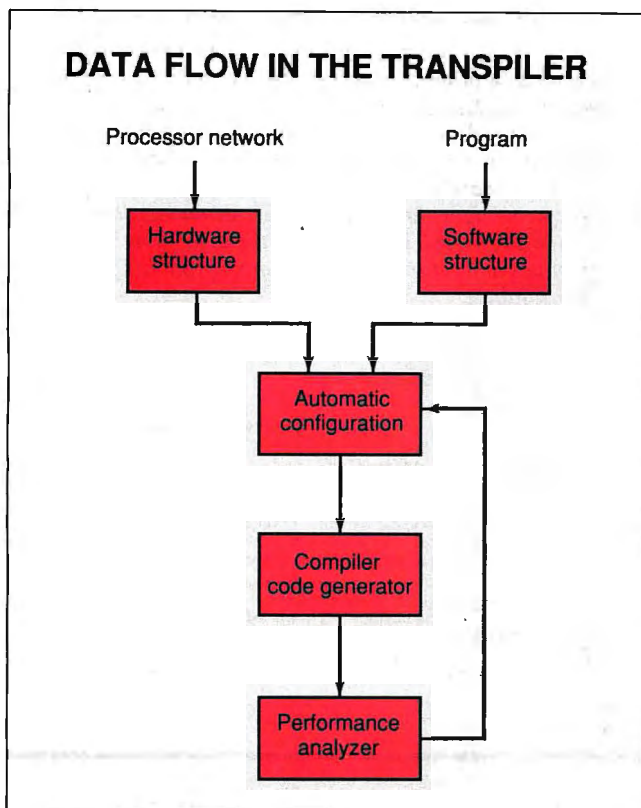 DATA FLOW IN THE TRANSPILER
Processor network
Program
Hardware
structure
Software
structure
Automatic
configuration
Compiler
code generator
Performance
analyzer